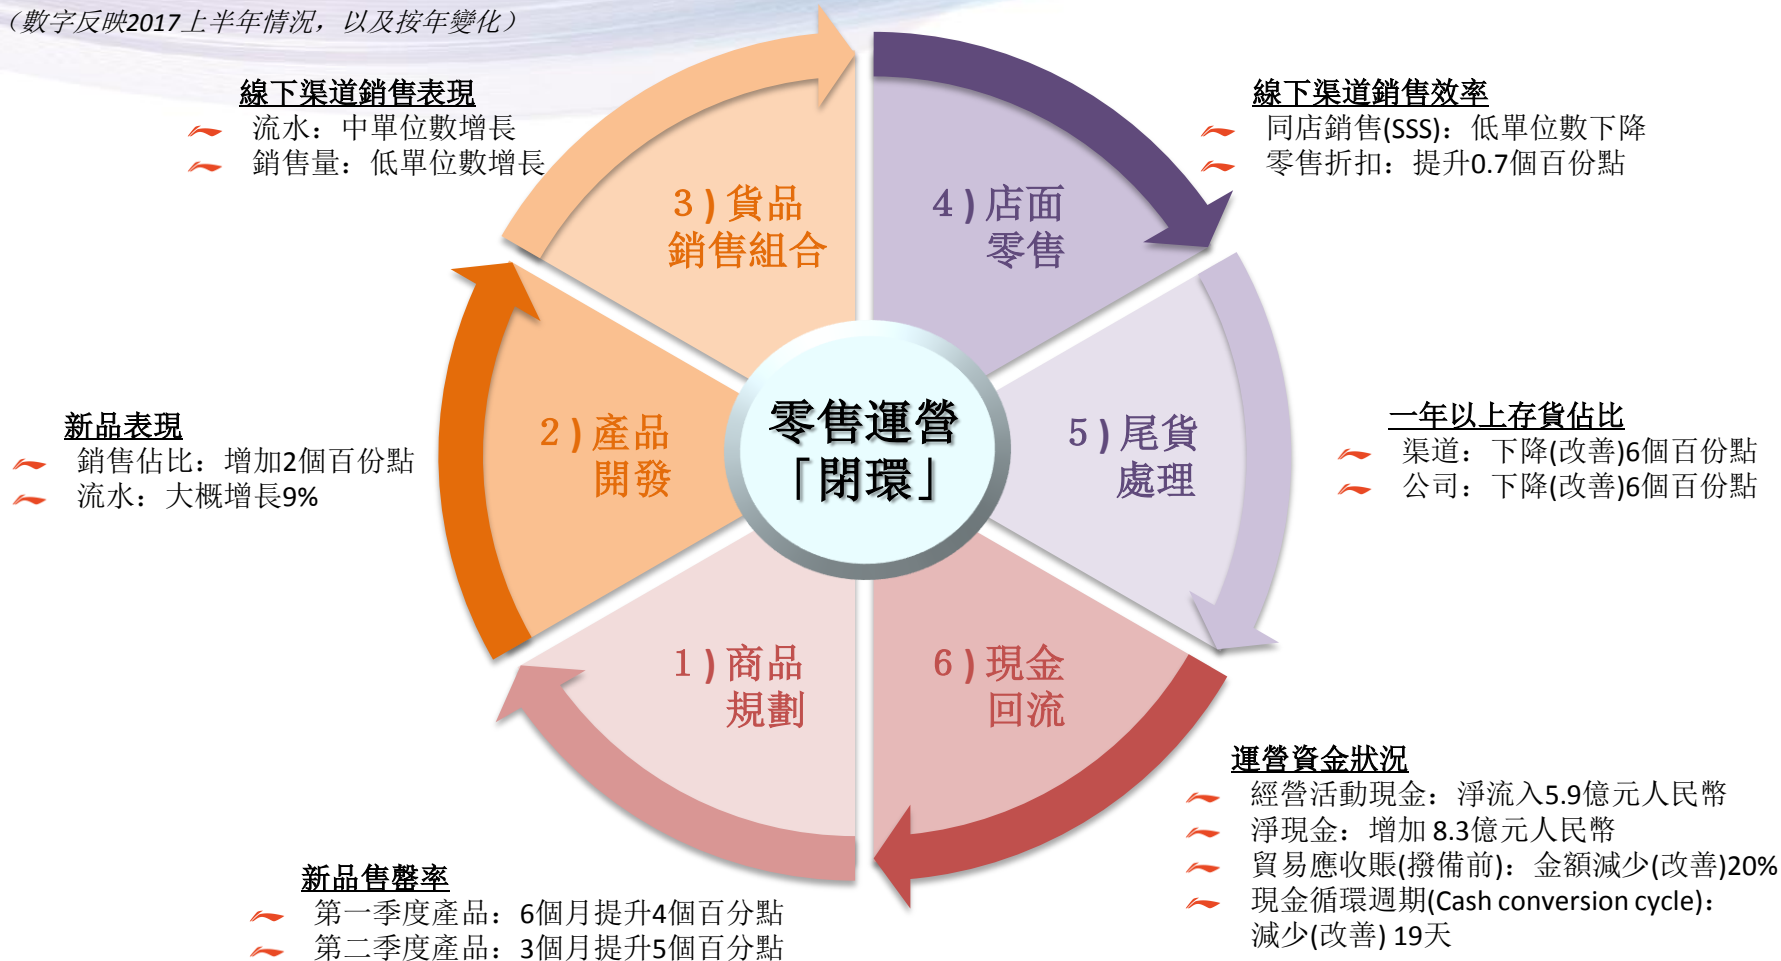 （數字反映2017上半年情況，以及按年變化）
線下渠道銷售表現
流水：中單位數增長
銷售量：低單位數增長
線下渠道銷售效率
同店銷售(SSS)：低單位數下降
零售折扣：提升0.7個百份點
3)貨品
銷售組合
4)店面
零售
新品表現
銷售佔比：增加2個百份點
流水：大概增長9%
2)產品
開發
零售運營
「閉環」
5)尾貨
處理
一年以上存貨佔比
渠道：下降(改善)6個百份點
公司：下降(改善)6個百份點
1)商品
規劃
6)現金
回流
新品售罄率
第一季度產品：6個月提升4個百分點
第二季度產品：3個月提升5個百分點
運營資金狀況
經營活動現金：淨流入5.9億元人民幣
淨現金：增加 8.3億元人民幣
貿易應收賬(撥備前)：金額減少(改善)20%
現金循環週期(Cash conversion cycle)：
減少(改善) 19天